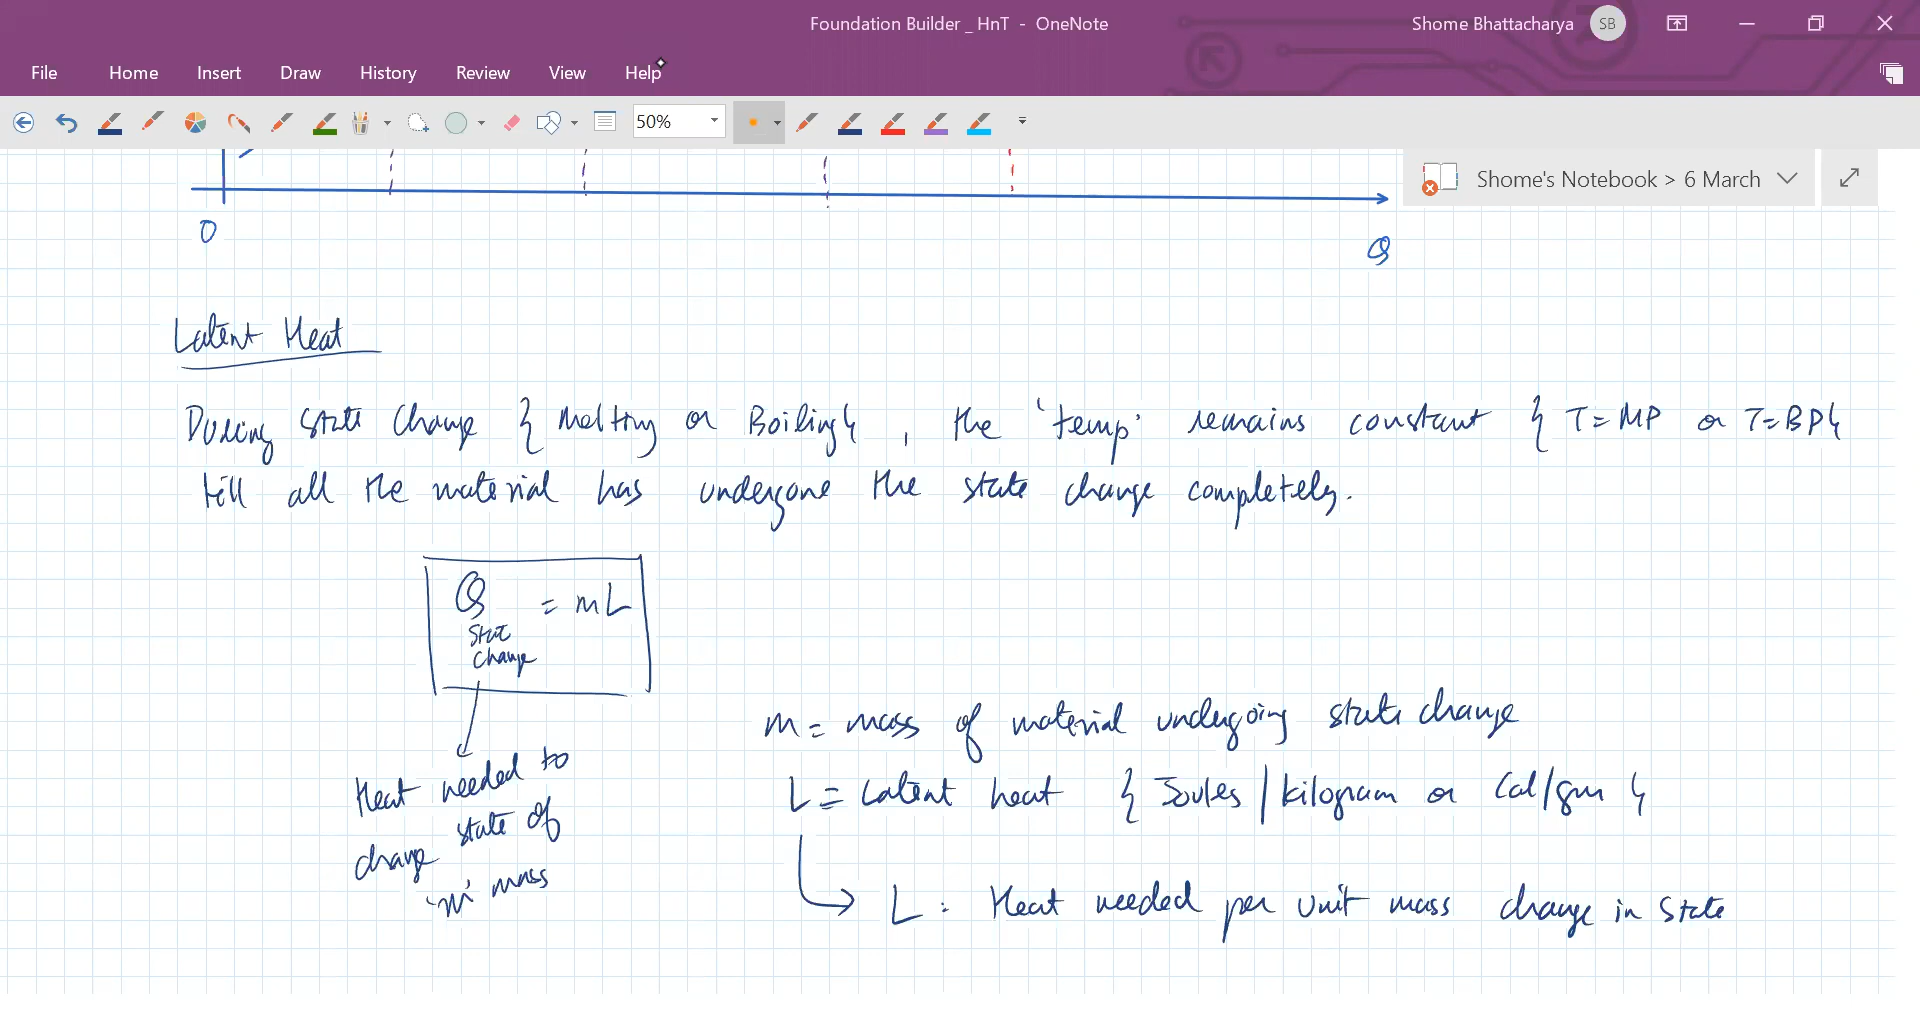 Foundation Builder _ HnT - OneNote
Shome Bhattacharya SB
File Home Insert Draw History Review View Help
50%
Shome's Notebook > 6 March
0
Q
Latent Heat
During state change { Melting or Boiling } , the 'temp' remains constant { T = MP or T = BP }
till all the material has undergone the state change completely.
Q = mL
state
change
Heat needed to
change state of
'm' mass
m = mass of material undergoing state change
L = latent heat { Joules / kilogram or Cal/gm }
L : Heat needed per unit mass change in state